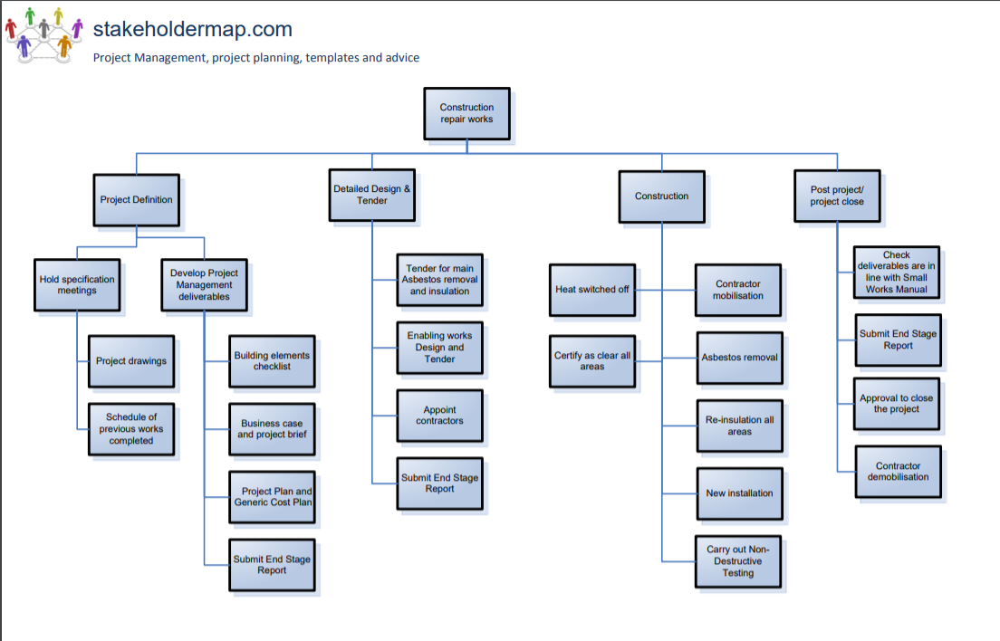 stakeholdermap.com
Project Management, project planning, templates and advice
Construction
repair works
Project Definition
Detailed Design &
Tender
Construction
Post project/
project close
Hold specification
meetings
Develop Project
Management
deliverables
Project drawings
Schedule of
previous works
completed
Building elements
checklist
Business case
and project brief
Project Plan and
Generic Cost Plan
Submit End Stage
Report
Tender for main
Asbestos removal
and insulation
Enabling works
Design and
Tender
Appoint
contractors
Submit End Stage
Report
Heat switched off
Certify as clear all
areas
Contractor
mobilisation
Asbestos removal
Re-insulation all
areas
New installation
Carry out Non-
Destructive
Testing
Check
deliverables are in
line with Small
Works Manual
Submit End Stage
Report
Approval to close
the project
Contractor
demobilisation